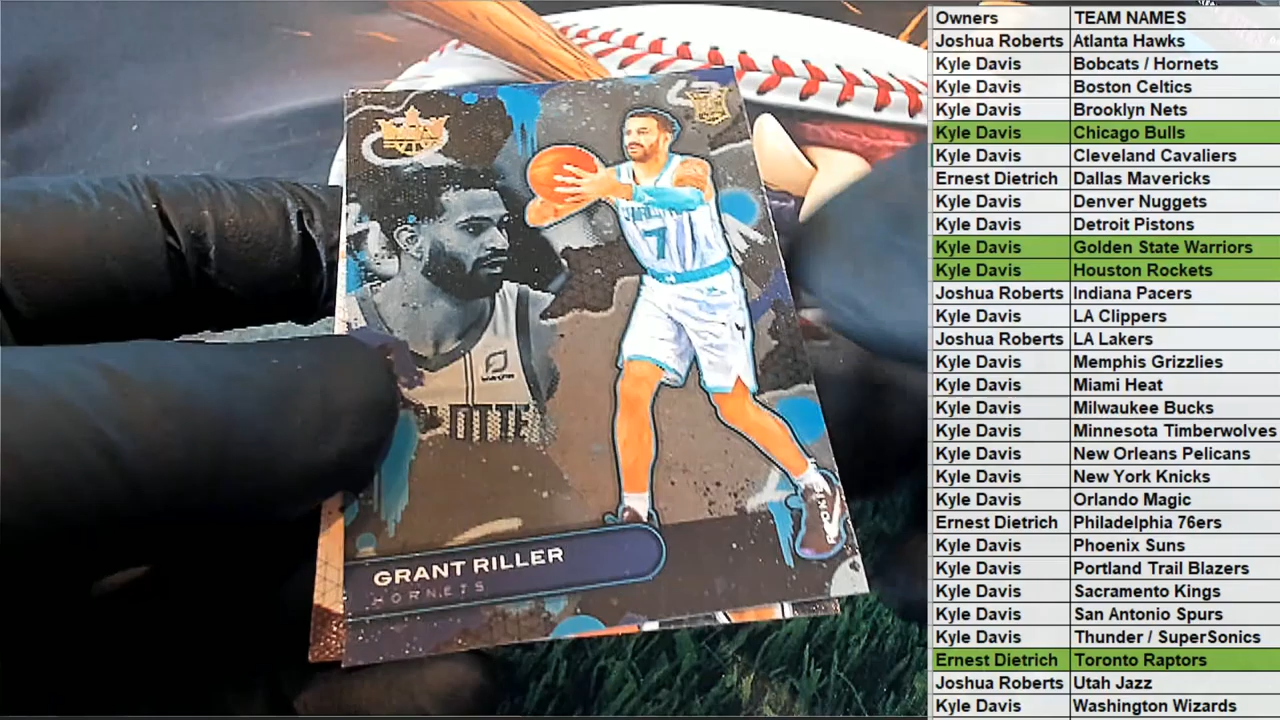 GRANT RILLER
HORNETS
7
Owners TEAM NAMES
Joshua Roberts Atlanta Hawks
Kyle Davis Bobcats / Hornets
Kyle Davis Boston Celtics
Kyle Davis Brooklyn Nets
Kyle Davis Chicago Bulls
Kyle Davis Cleveland Cavaliers
Ernest Dietrich Dallas Mavericks
Kyle Davis Denver Nuggets
Kyle Davis Detroit Pistons
Kyle Davis Golden State Warriors
Kyle Davis Houston Rockets
Joshua Roberts Indiana Pacers
Kyle Davis LA Clippers
Joshua Roberts LA Lakers
Kyle Davis Memphis Grizzlies
Kyle Davis Miami Heat
Kyle Davis Milwaukee Bucks
Kyle Davis Minnesota Timberwolves
Kyle Davis New Orleans Pelicans
Kyle Davis New York Knicks
Kyle Davis Orlando Magic
Ernest Dietrich Philadelphia 76ers
Kyle Davis Phoenix Suns
Kyle Davis Portland Trail Blazers
Kyle Davis Sacramento Kings
Kyle Davis San Antonio Spurs
Kyle Davis Thunder / SuperSonics
Ernest Dietrich Toronto Raptors
Joshua Roberts Utah Jazz
Kyle Davis Washington Wizards